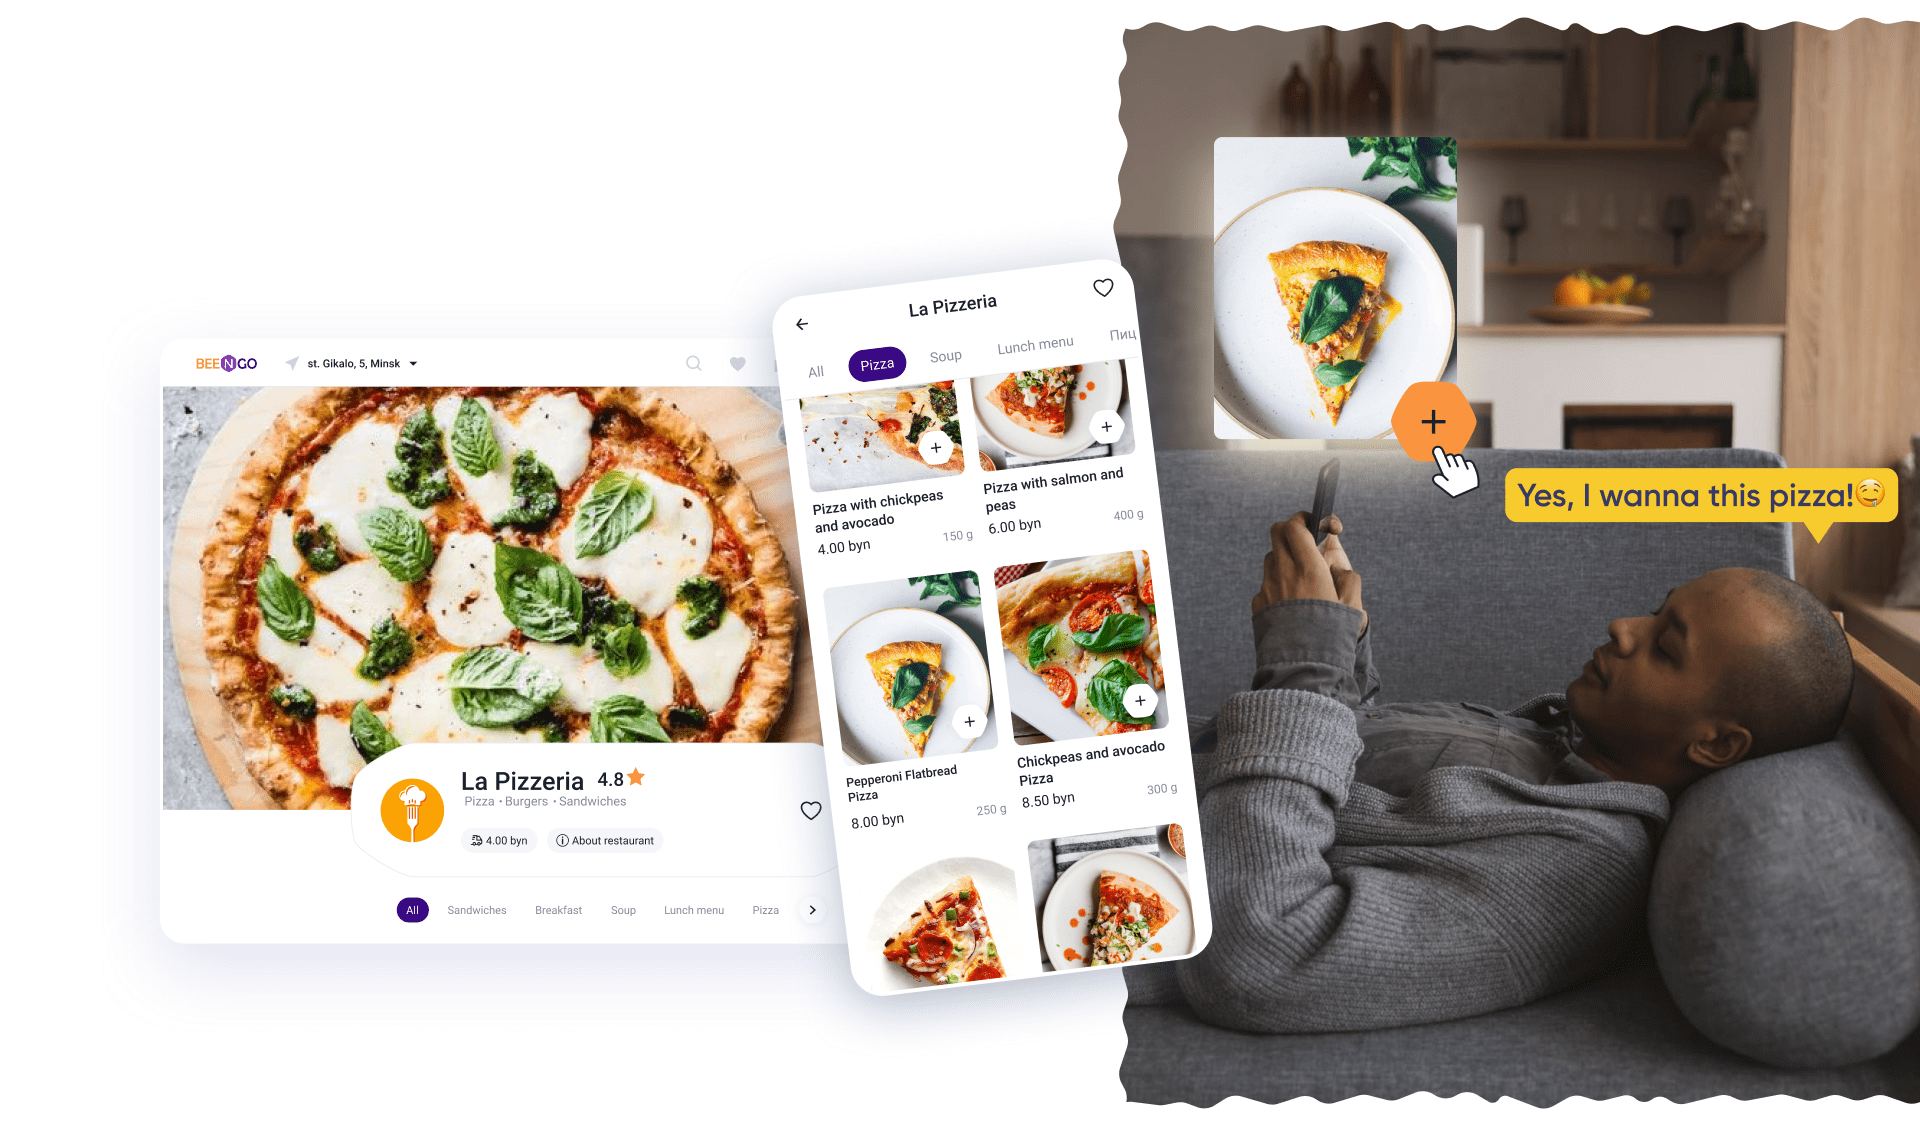 BEENGO
st. Gikalo, 5, Minsk
La Pizzeria 4.8
Pizza • Burgers • Sandwiches
4.00 byn
About restaurant
All Sandwiches Breakfast Soup Lunch menu Pizza
La Pizzeria
All Pizza Soup Lunch menu Пиц
Pizza with chickpeas
and avocado
4.00 byn 150 g
Pizza with salmon and
peas
6.00 byn 400 g
Pepperoni Flatbread
Pizza
8.00 byn 250 g
Chickpeas and avocado
Pizza
8.50 byn 300 g
Yes, I wanna this pizza!🤤